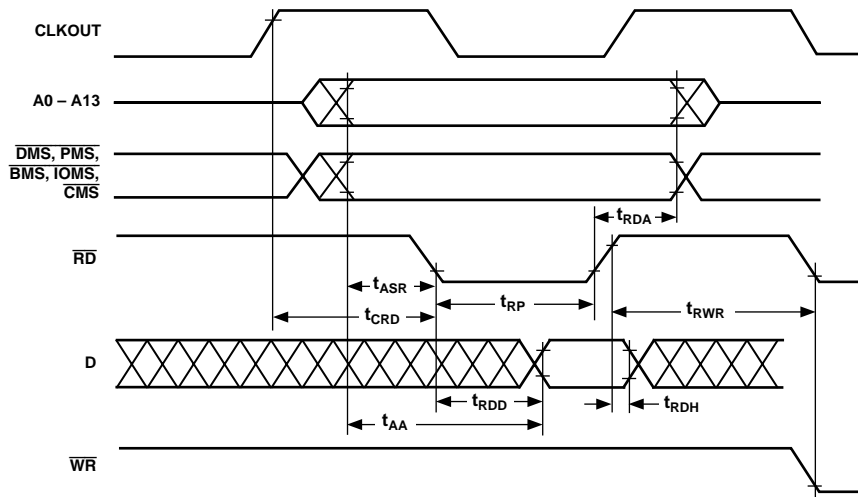 CLKOUT
A0 – A13
DMS, PMS,
BMS, IOMS,
CMS
tRDA
RD
tASR
tRP
tCRD
tRWR
D
tRDD
tRDH
tAA
WR